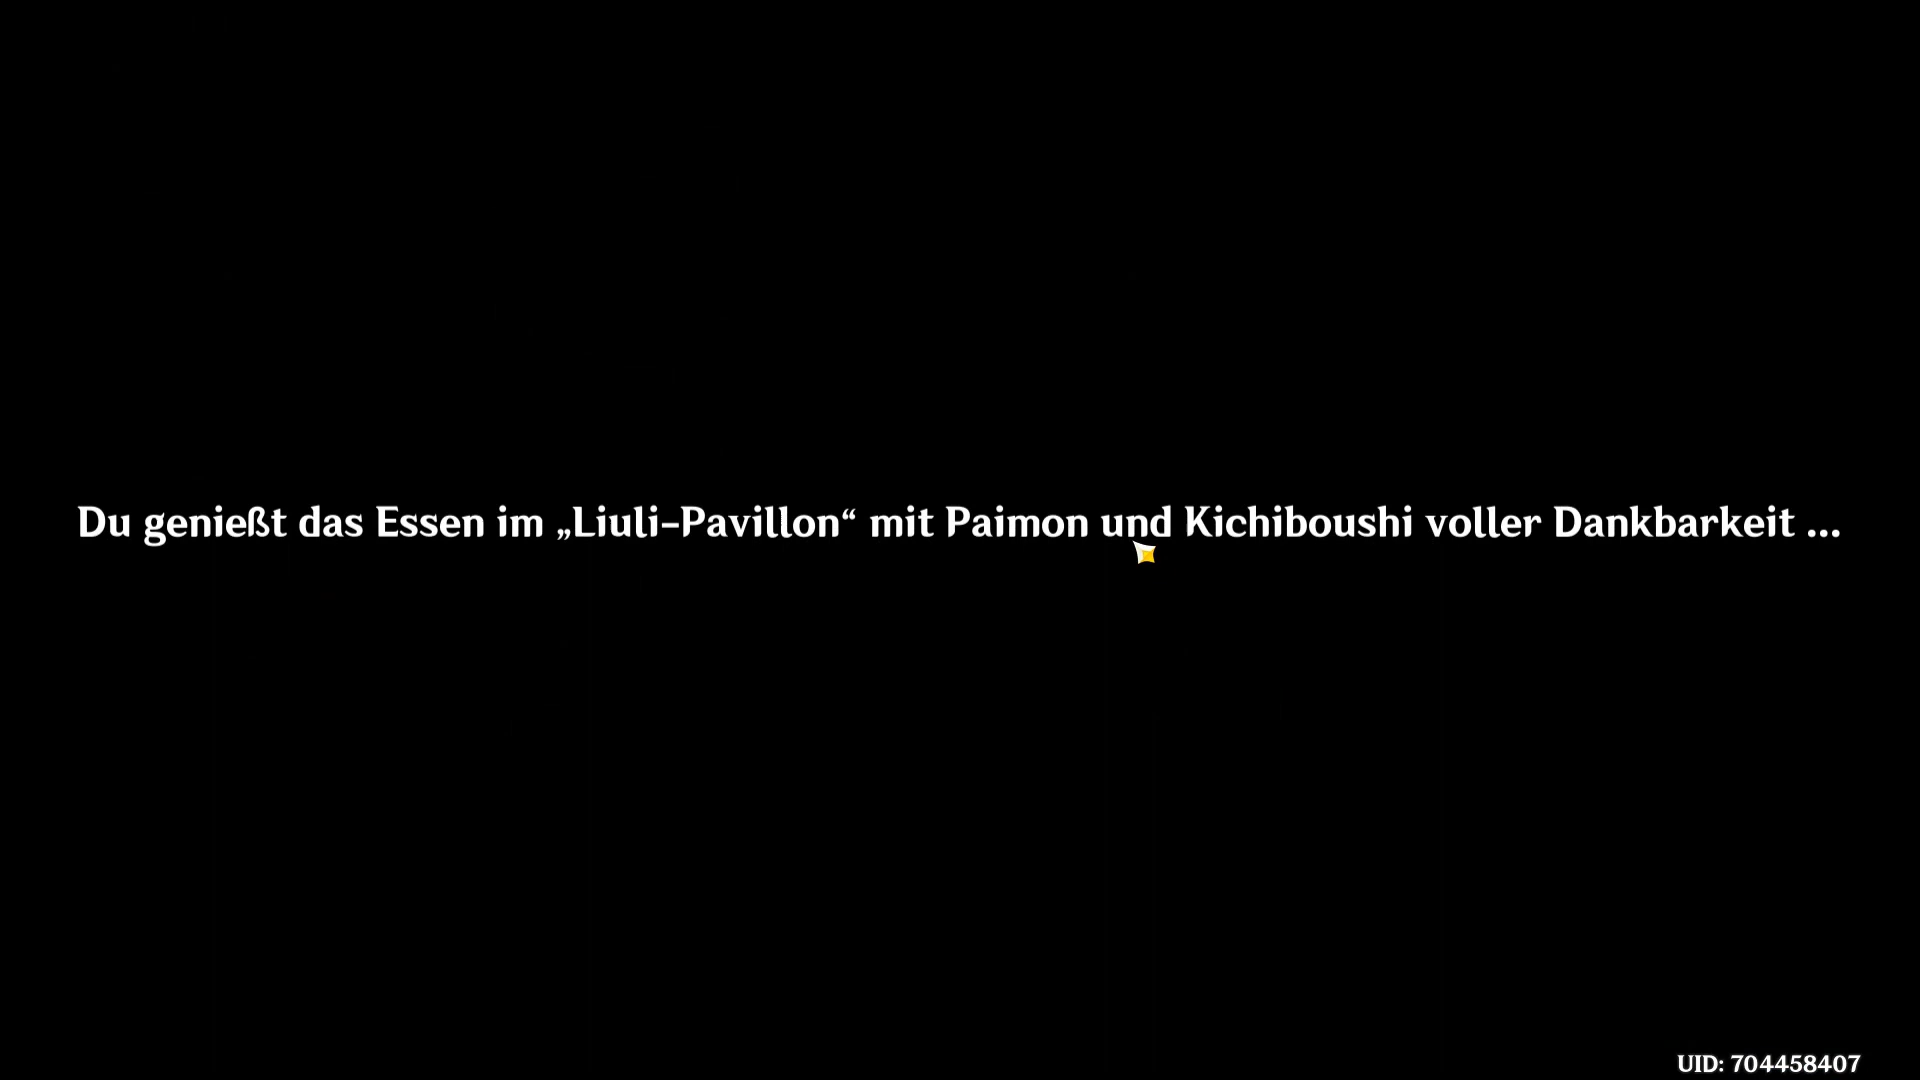 Du genießt das Essen im „Liuli-Pavillon“ mit Paimon und Kichiboushi voller Dankbarkeit ...
UID: 704458407